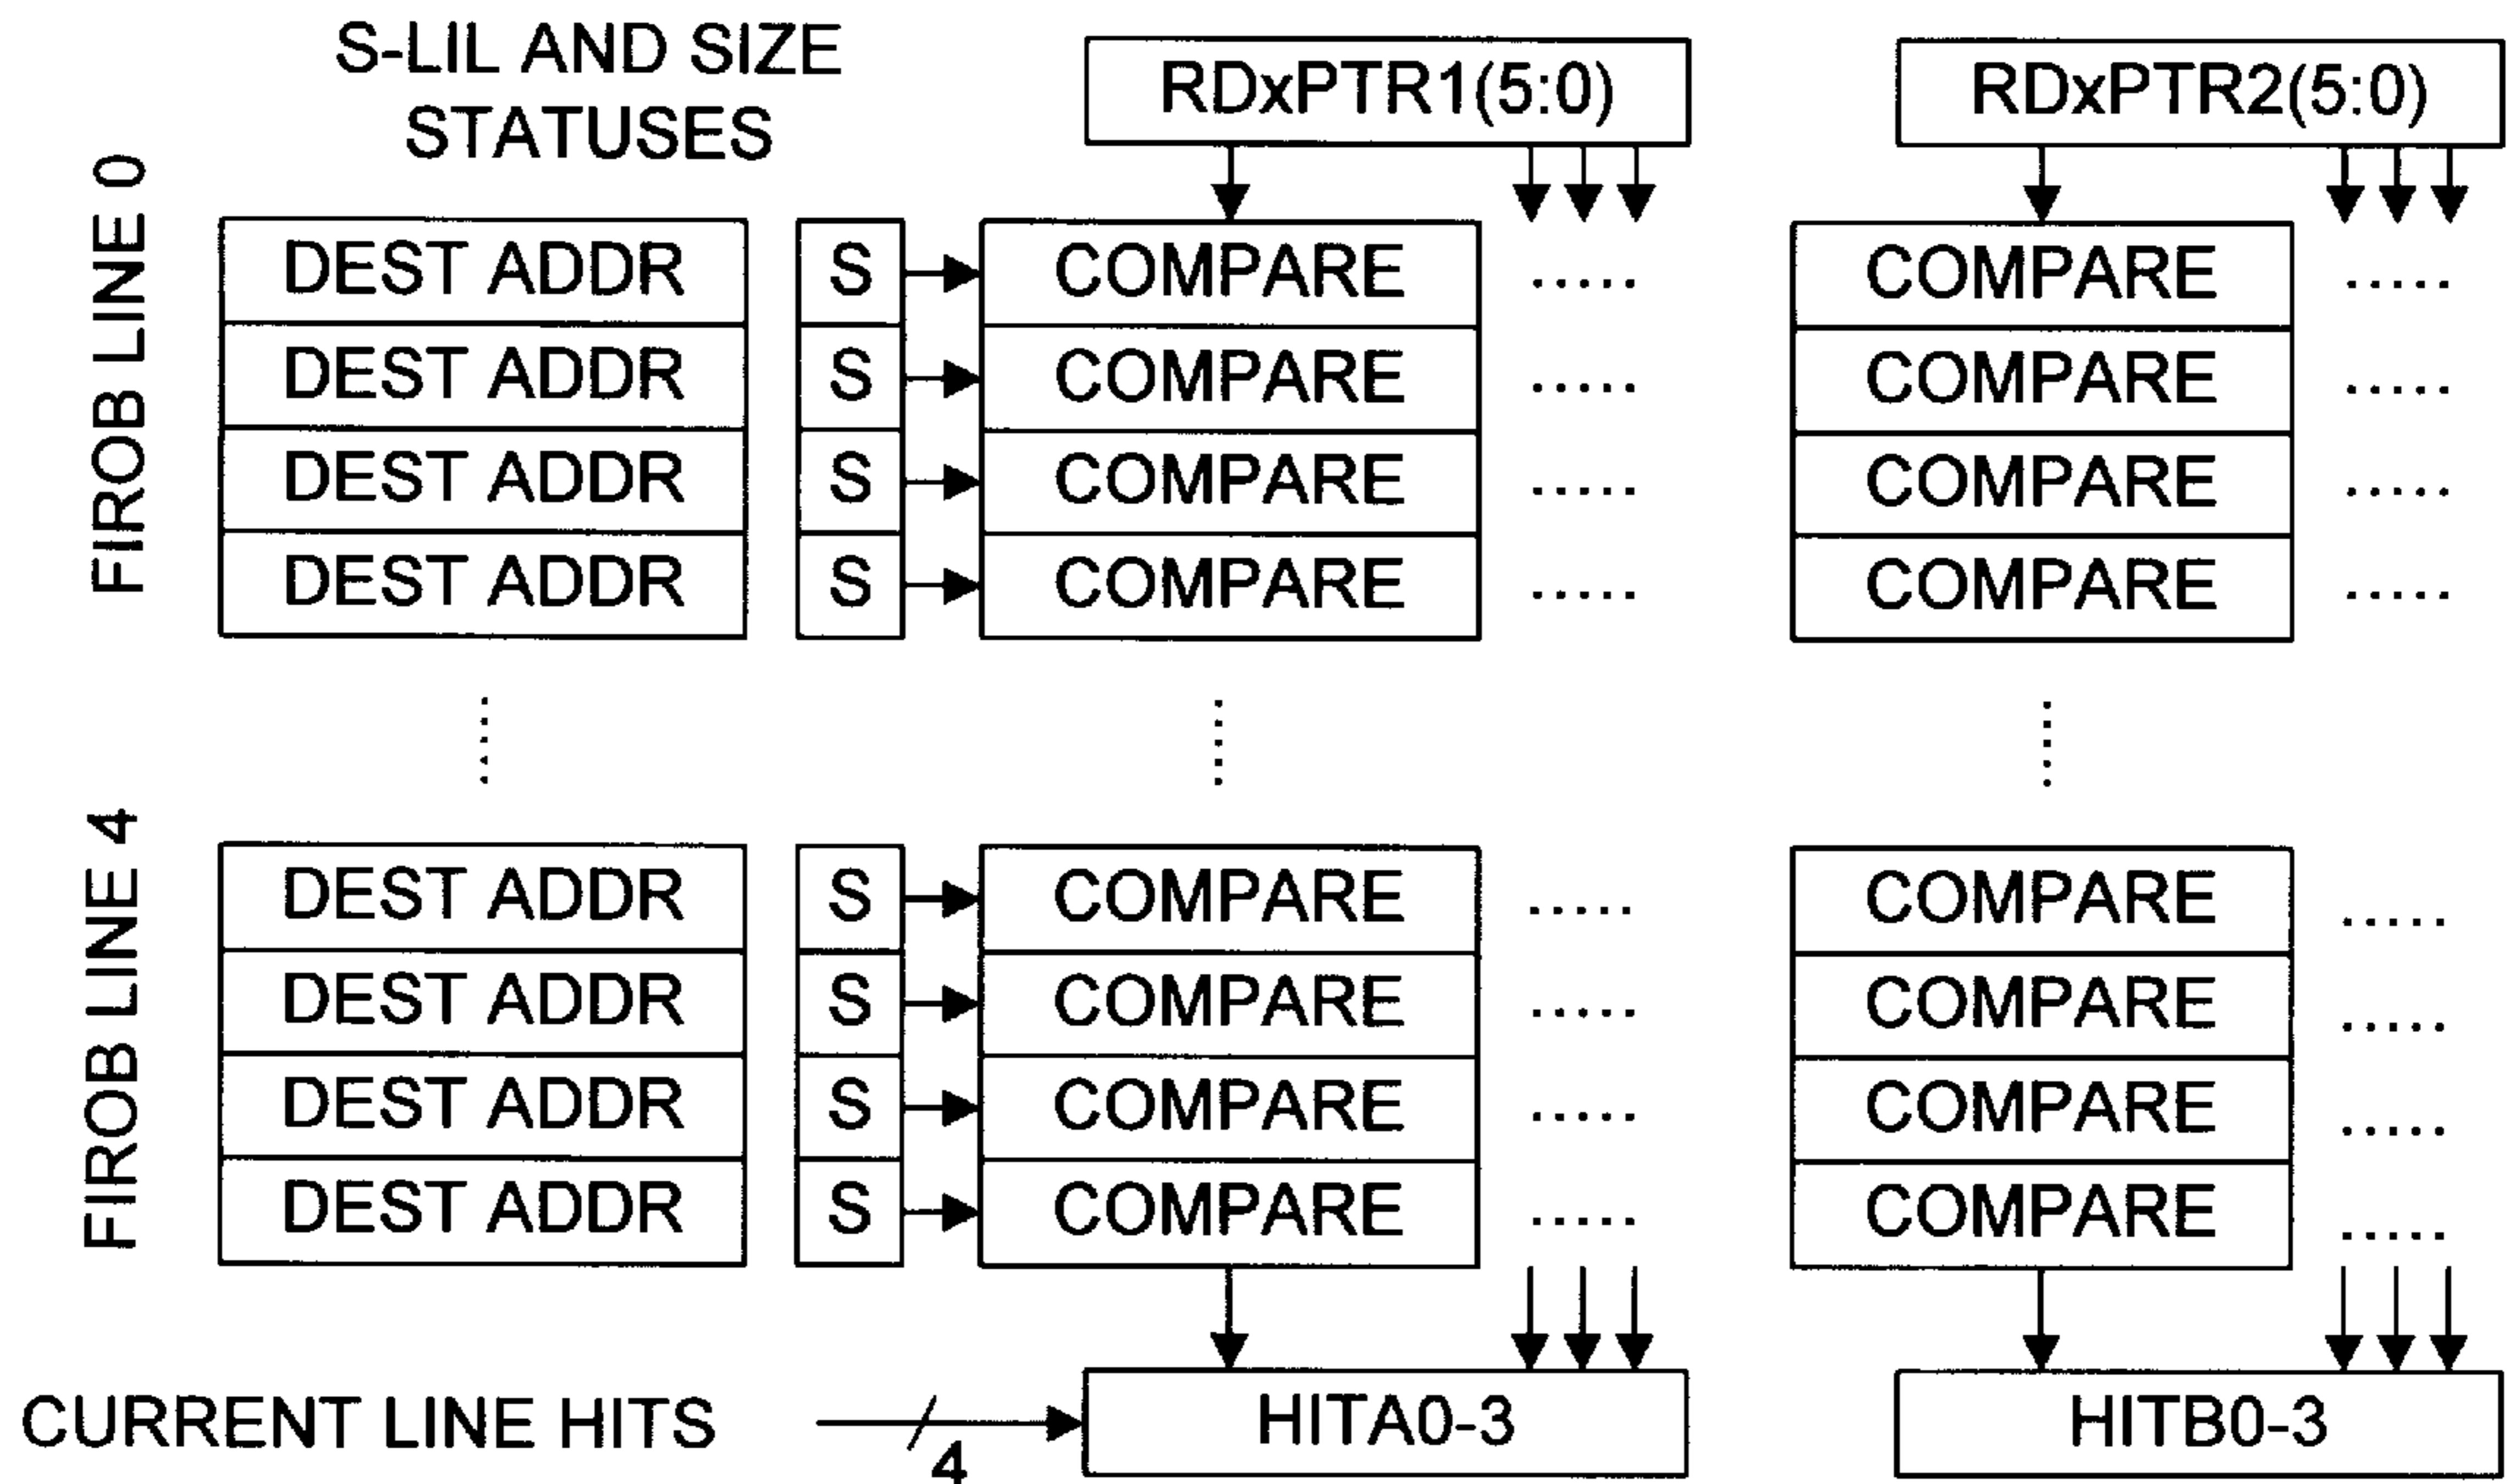 S-LIL AND SIZE
STATUSES
RDxPTR1(5:0)
RDxPTR2(5:0)
FIROB LINE 0
DEST ADDR S COMPARE ..... COMPARE .....
DEST ADDR S COMPARE ..... COMPARE .....
DEST ADDR S COMPARE ..... COMPARE .....
DEST ADDR S COMPARE ..... COMPARE .....
FIROB LINE 4
DEST ADDR S COMPARE ..... COMPARE .....
DEST ADDR S COMPARE ..... COMPARE .....
DEST ADDR S COMPARE ..... COMPARE .....
DEST ADDR S COMPARE ..... COMPARE .....
CURRENT LINE HITS
4
HITA0-3
HITB0-3